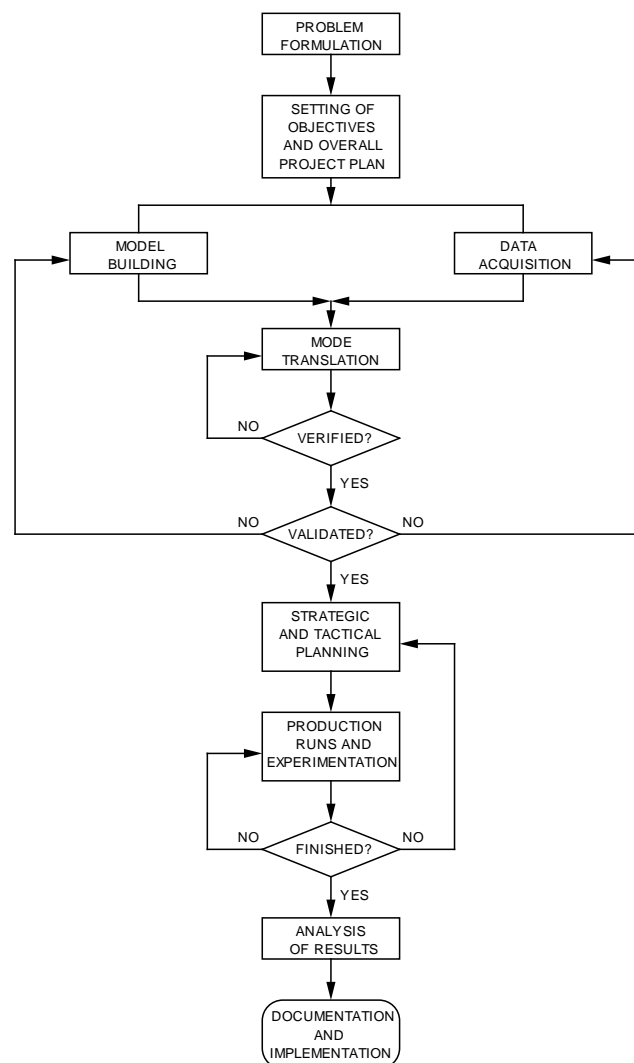 PROBLEM
FORMULATION
SETTING OF
OBJECTIVES
AND OVERALL
PROJECT PLAN
MODEL
BUILDING
DATA
ACQUISITION
MODE
TRANSLATION
NO
VERIFIED?
YES
NO
VALIDATED?
NO
YES
STRATEGIC
AND TACTICAL
PLANNING
PRODUCTION
RUNS AND
EXPERIMENTATION
NO
FINISHED?
NO
YES
ANALYSIS
OF RESULTS
DOCUMENTATION
AND
IMPLEMENTATION